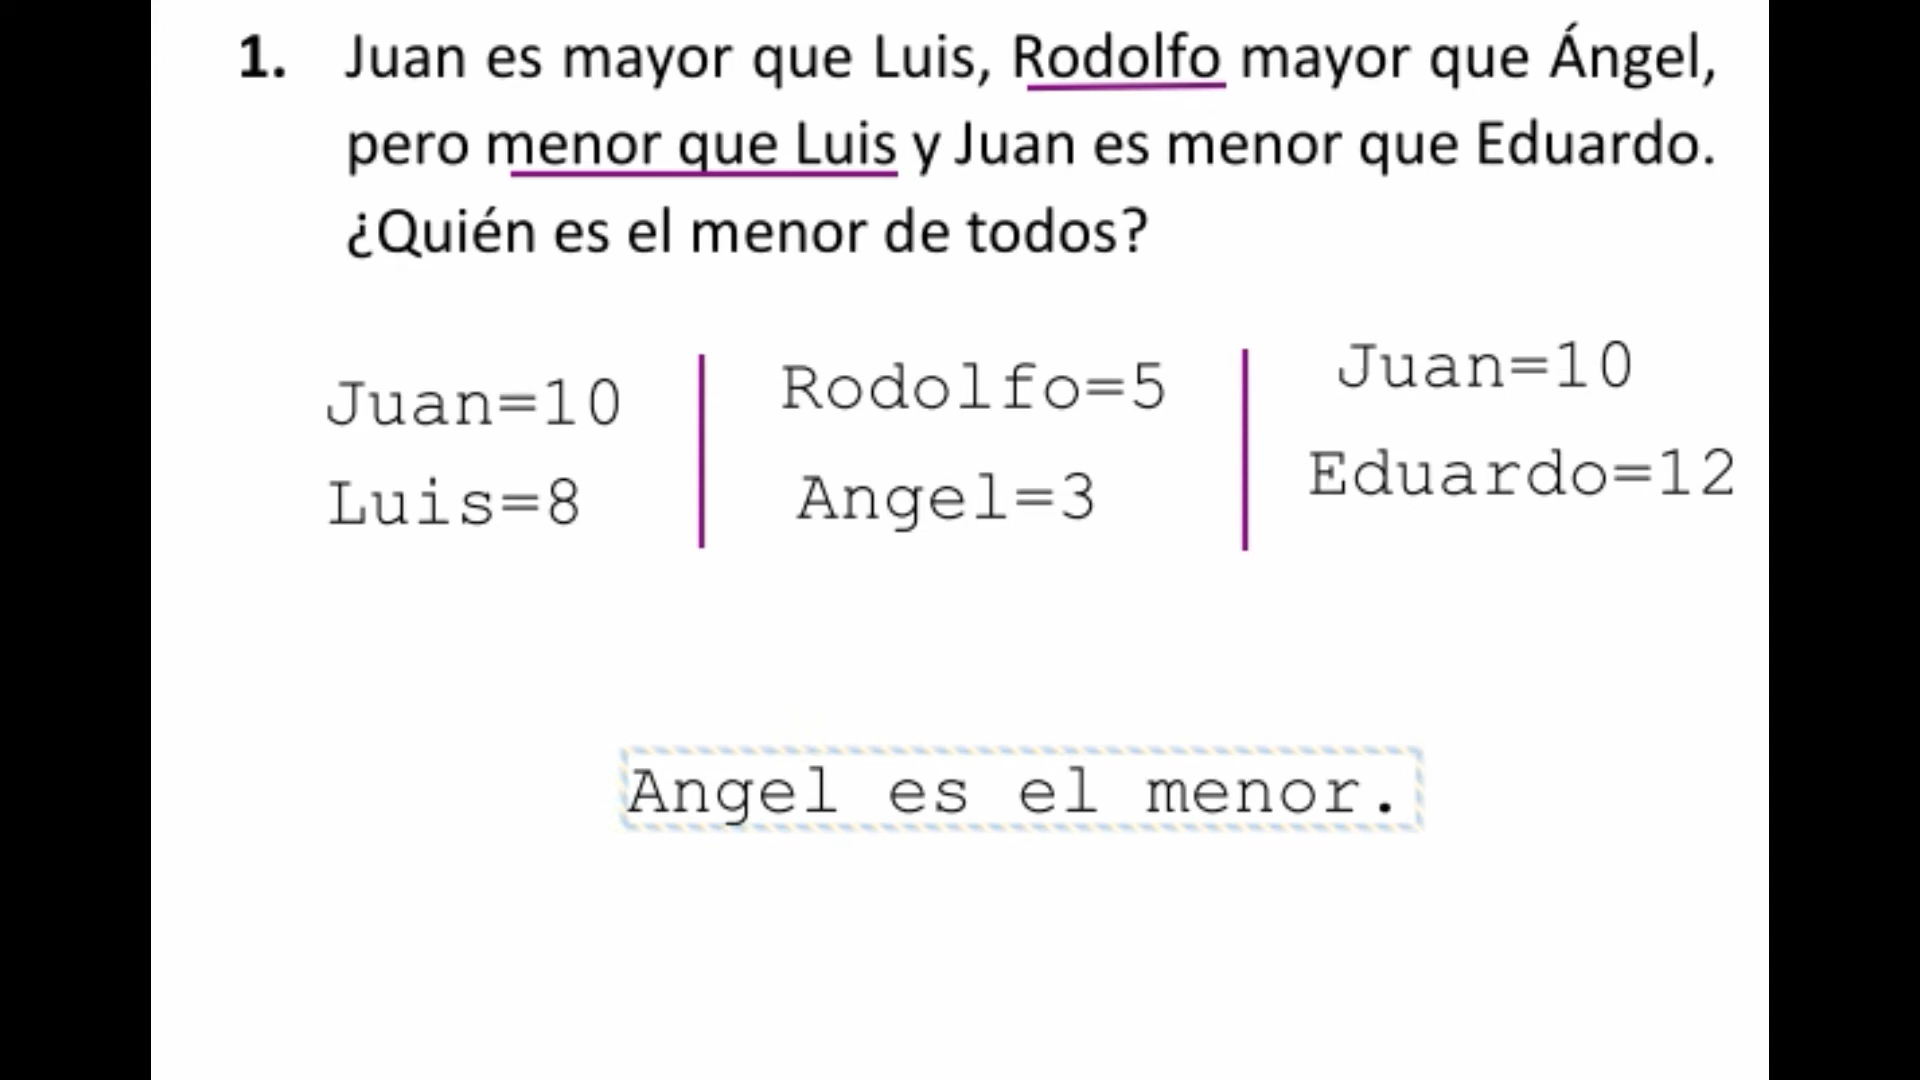 1. Juan es mayor que Luis, Rodolfo mayor que Ángel,
pero menor que Luis y Juan es menor que Eduardo.
¿Quién es el menor de todos?
Juan=10
Luis=8
Rodolfo=5
Angel=3
Juan=10
Eduardo=12
Angel es el menor.